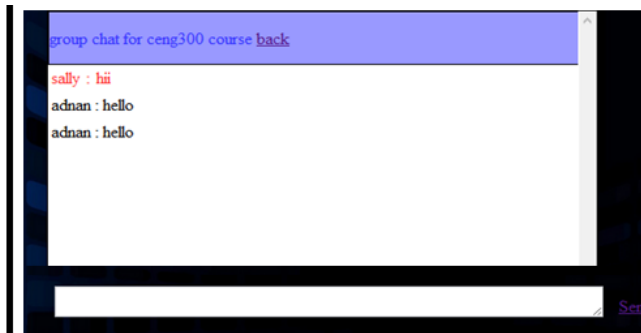 group chat for ceng300 course back
sally : hii
adnan : hello
adnan : hello